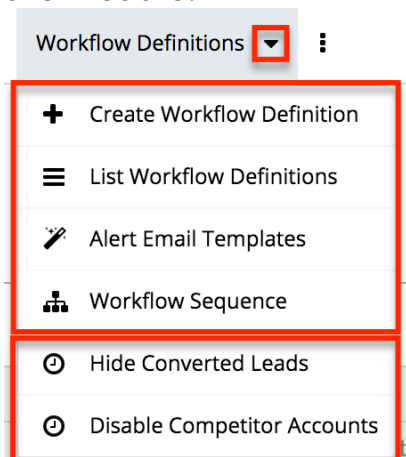 Workflow Definitions
Create Workflow Definition
List Workflow Definitions
Alert Email Templates
Workflow Sequence
Hide Converted Leads
Disable Competitor Accounts